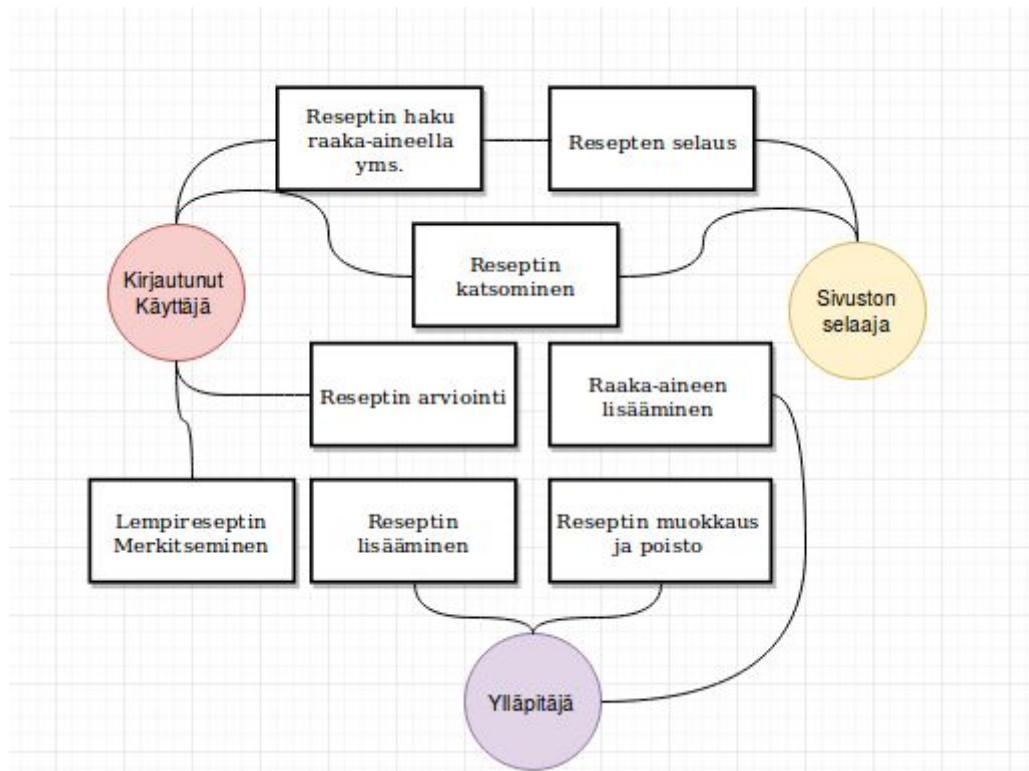 Reseptin haku
raaka-aineella
yms.
Resepten selaus
Reseptin
katsominen
Kirjautunut
Käyttäjä
Sivuston
selaaja
Reseptin arviointi
Raaka-aineen
lisääminen
Lempireseptin
Merkitseminen
Reseptin
lisääminen
Reseptin muokkaus
ja poisto
Ylläpitäjä